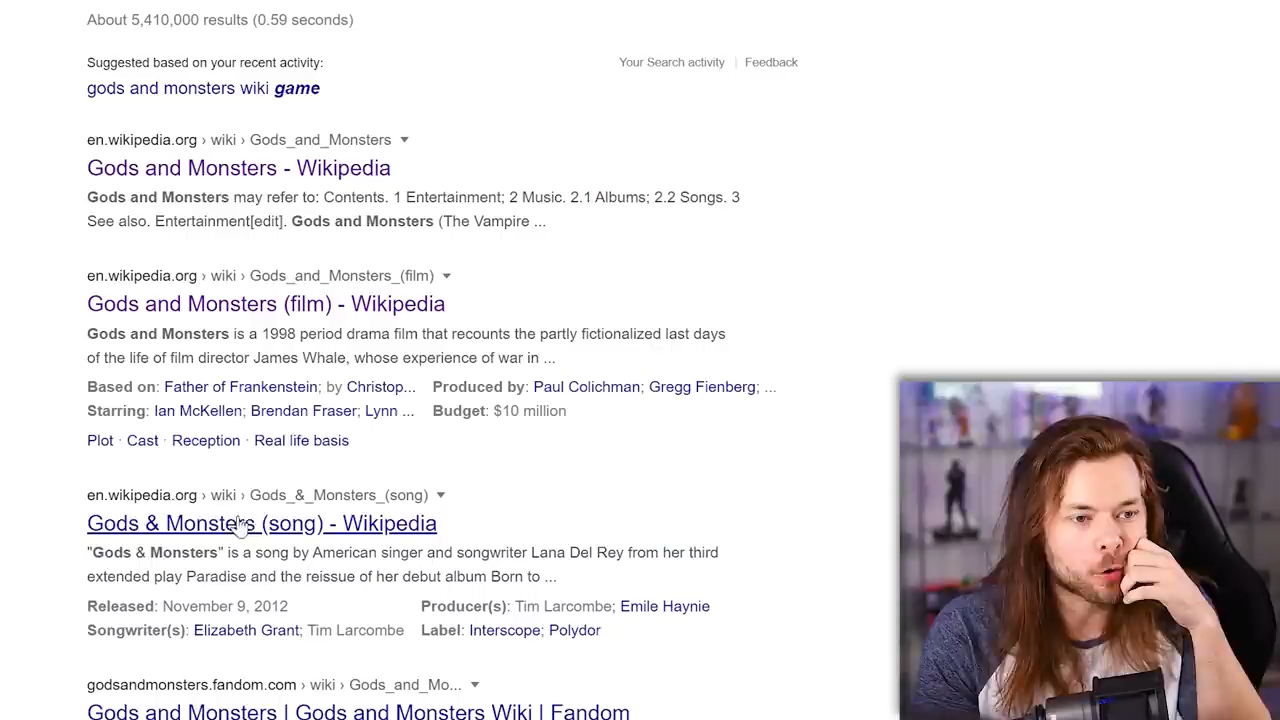 About 5,410,000 results (0.59 seconds)
Suggested based on your recent activity:
Your Search activity | Feedback
gods and monsters wiki game
en.wikipedia.org › wiki › Gods_and_Monsters
Gods and Monsters - Wikipedia
Gods and Monsters may refer to: Contents. 1 Entertainment; 2 Music. 2.1 Albums; 2.2 Songs. 3
See also. Entertainment[edit]. Gods and Monsters (The Vampire ...
en.wikipedia.org › wiki › Gods_and_Monsters_(film)
Gods and Monsters (film) - Wikipedia
Gods and Monsters is a 1998 period drama film that recounts the partly fictionalized last days
of the life of film director James Whale, whose experience of war in ...
Based on: Father of Frankenstein; by Christop... Produced by: Paul Colichman; Gregg Fienberg; ...
Starring: Ian McKellen; Brendan Fraser; Lynn ... Budget: $10 million
Plot · Cast · Reception · Real life basis
en.wikipedia.org › wiki › Gods_&_Monsters_(song)
Gods & Monsters (song) - Wikipedia
"Gods & Monsters" is a song by American singer and songwriter Lana Del Rey from her third
extended play Paradise and the reissue of her debut album Born to ...
Released: November 9, 2012 Producer(s): Tim Larcombe; Emile Haynie
Songwriter(s): Elizabeth Grant; Tim Larcombe Label: Interscope; Polydor
godsandmonsters.fandom.com › wiki › Gods_and_Mo...
Gods and Monsters | Gods and Monsters Wiki | Fandom